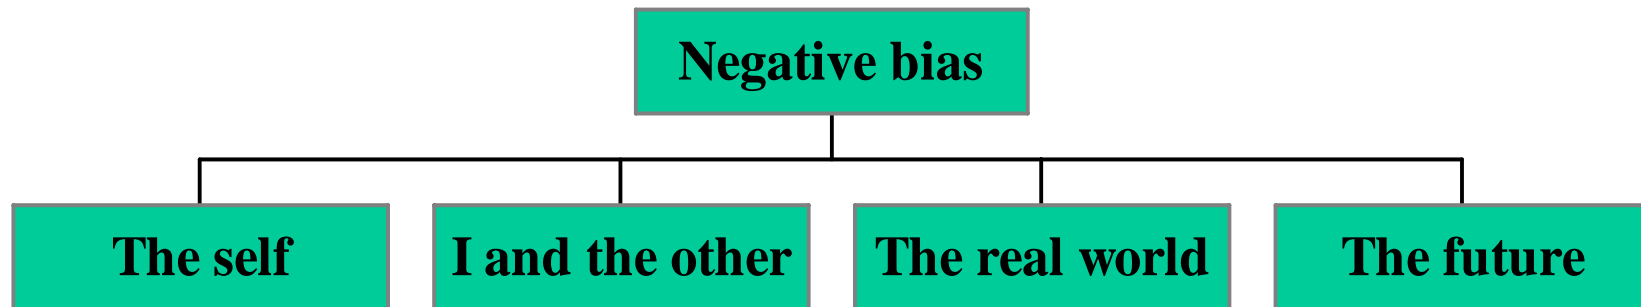 Negative bias
The self
I and the other
The real world
The future